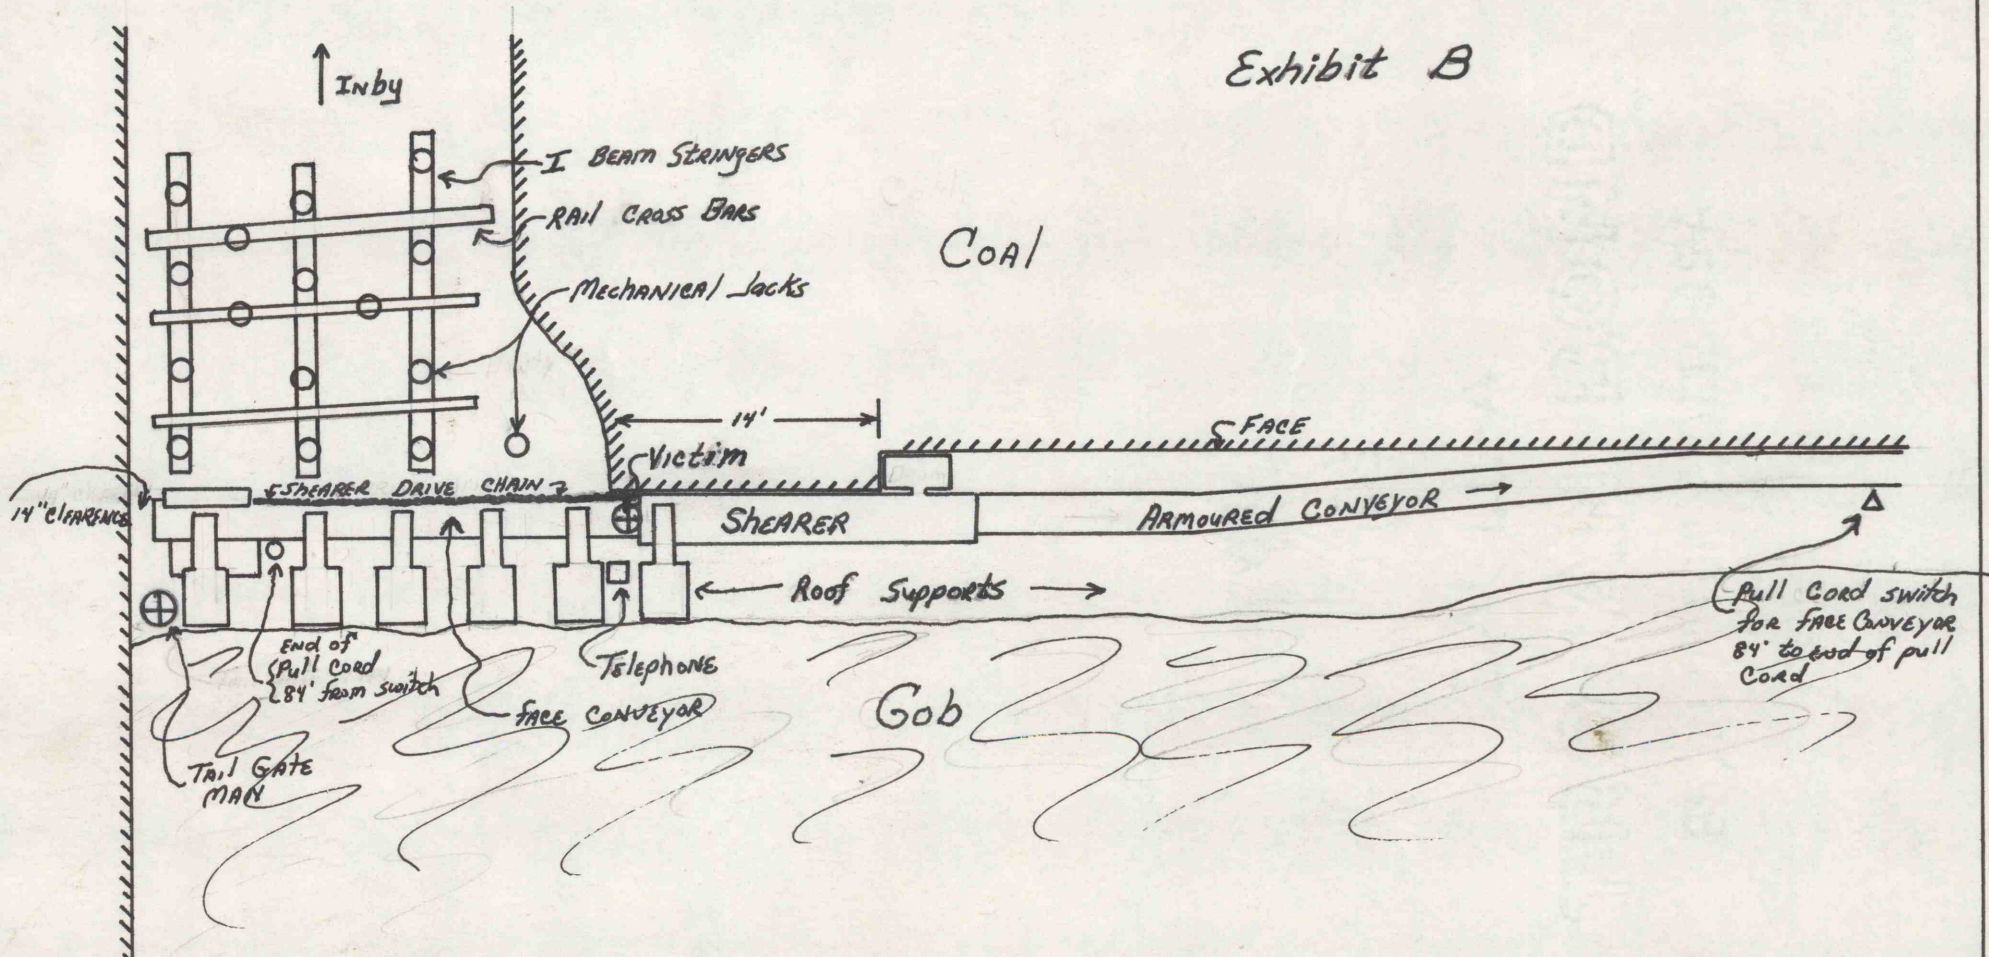 Exhibit B
Inby
I BEAM STRINGERS
RAIL CROSS BARS
COAL
MECHANICAL Jacks
14'
FACE
Victim
SHEARER DRIVE CHAIN
14" CLEARENCE
SHEARER
ARMOURED CONVEYOR
Roof Supports
Pull Cord switch
for FACE CONVEYOR
84' to end of pull
Cord
END of
Pull Cord
84' from switch
Telephone
FACE CONVEYOR
Gob
TAIL GATE
MAN